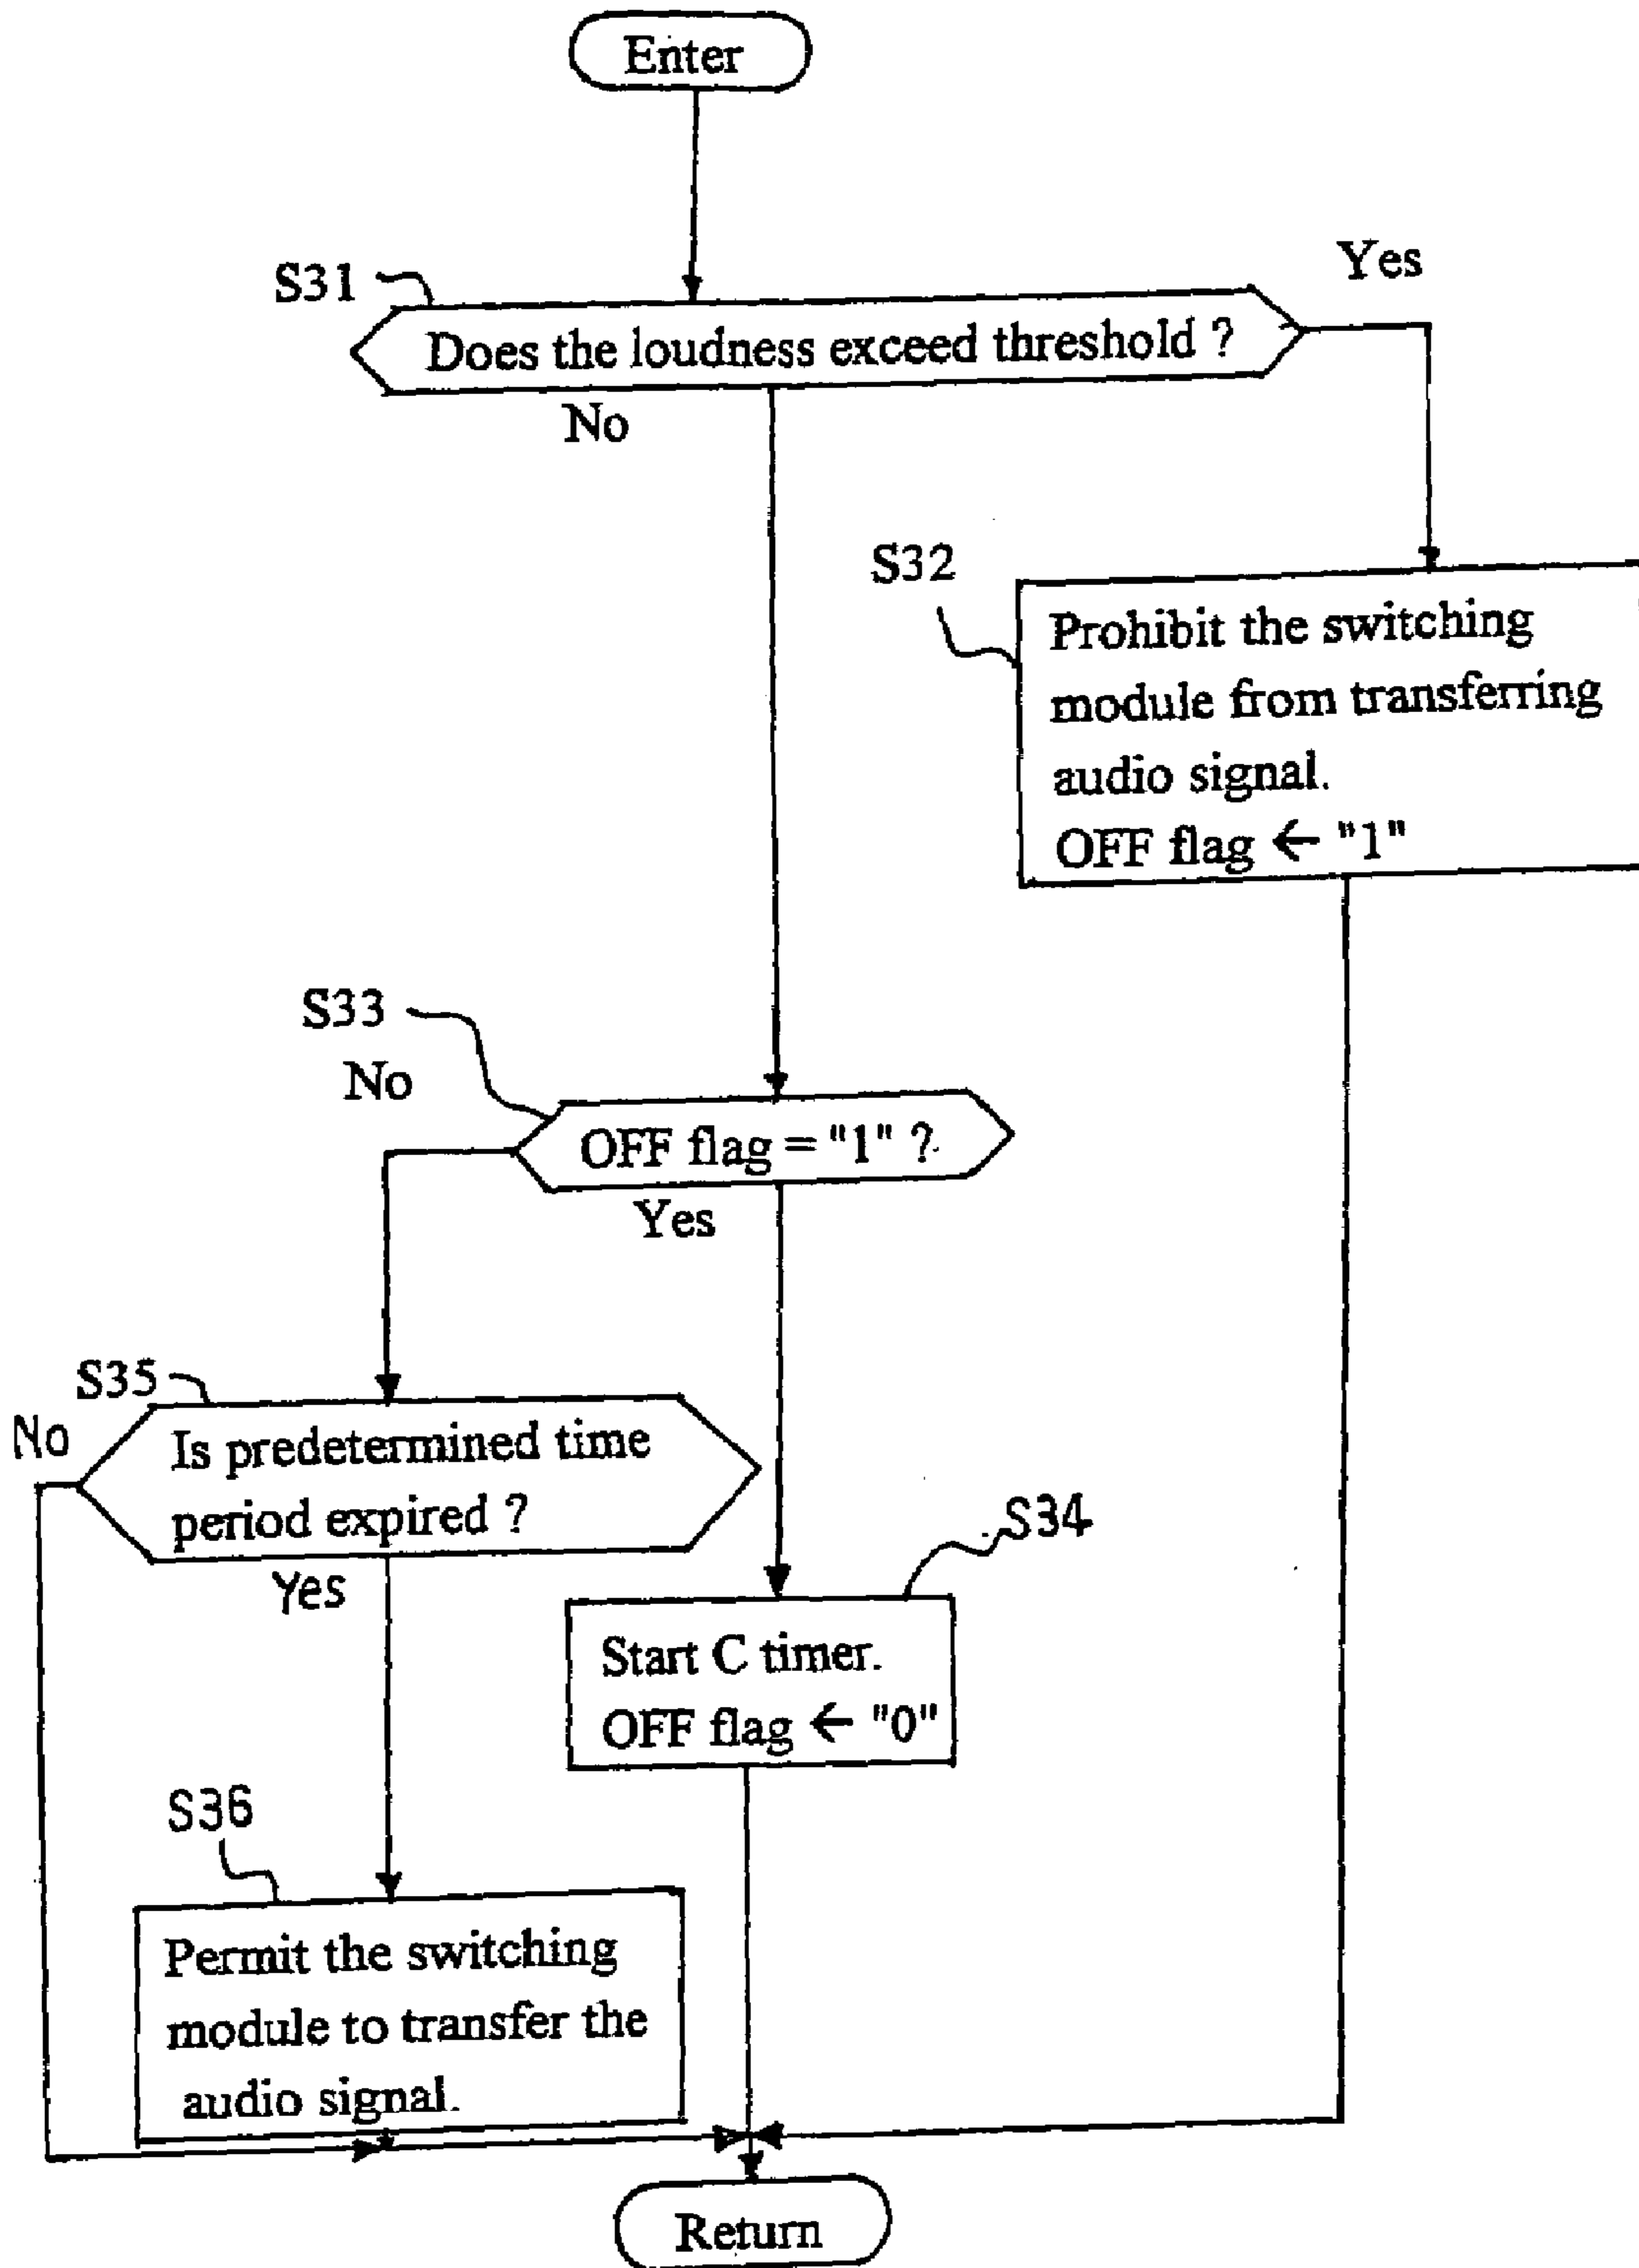 Enter
S31
Yes
Does the loudness exceed threshold ?
No
S32
Prohibit the switching
module from transferring
audio signal.
OFF flag ← "1"
S33
No
OFF flag = "1" ?
Yes
S35
No
Is predetermined time
period expired ?
Yes
S34
Start C timer.
OFF flag ← "0"
S36
Permit the switching
module to transfer the
audio signal.
Return